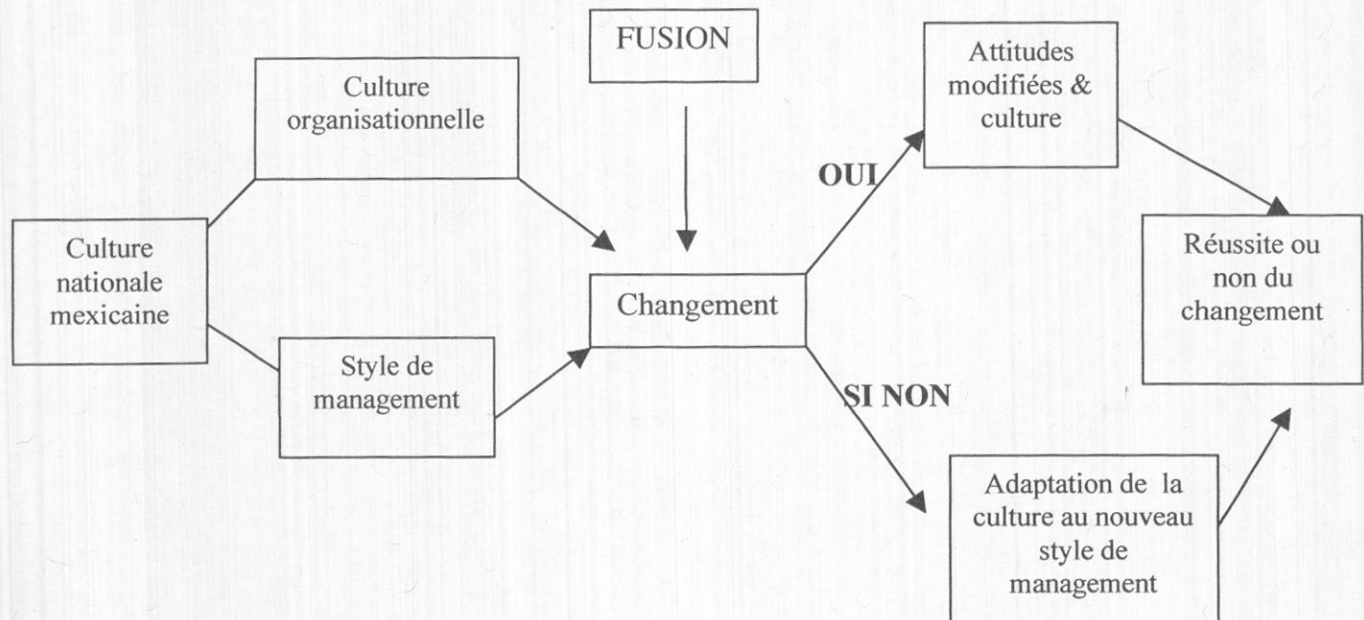 FUSION
Culture
organisationnelle
Culture
nationale
mexicaine
Style de
management
Changement
OUI
SI NON
Attitudes
modifiées &
culture
Réussite ou
non du
changement
Adaptation de la
culture au nouveau
style de
management